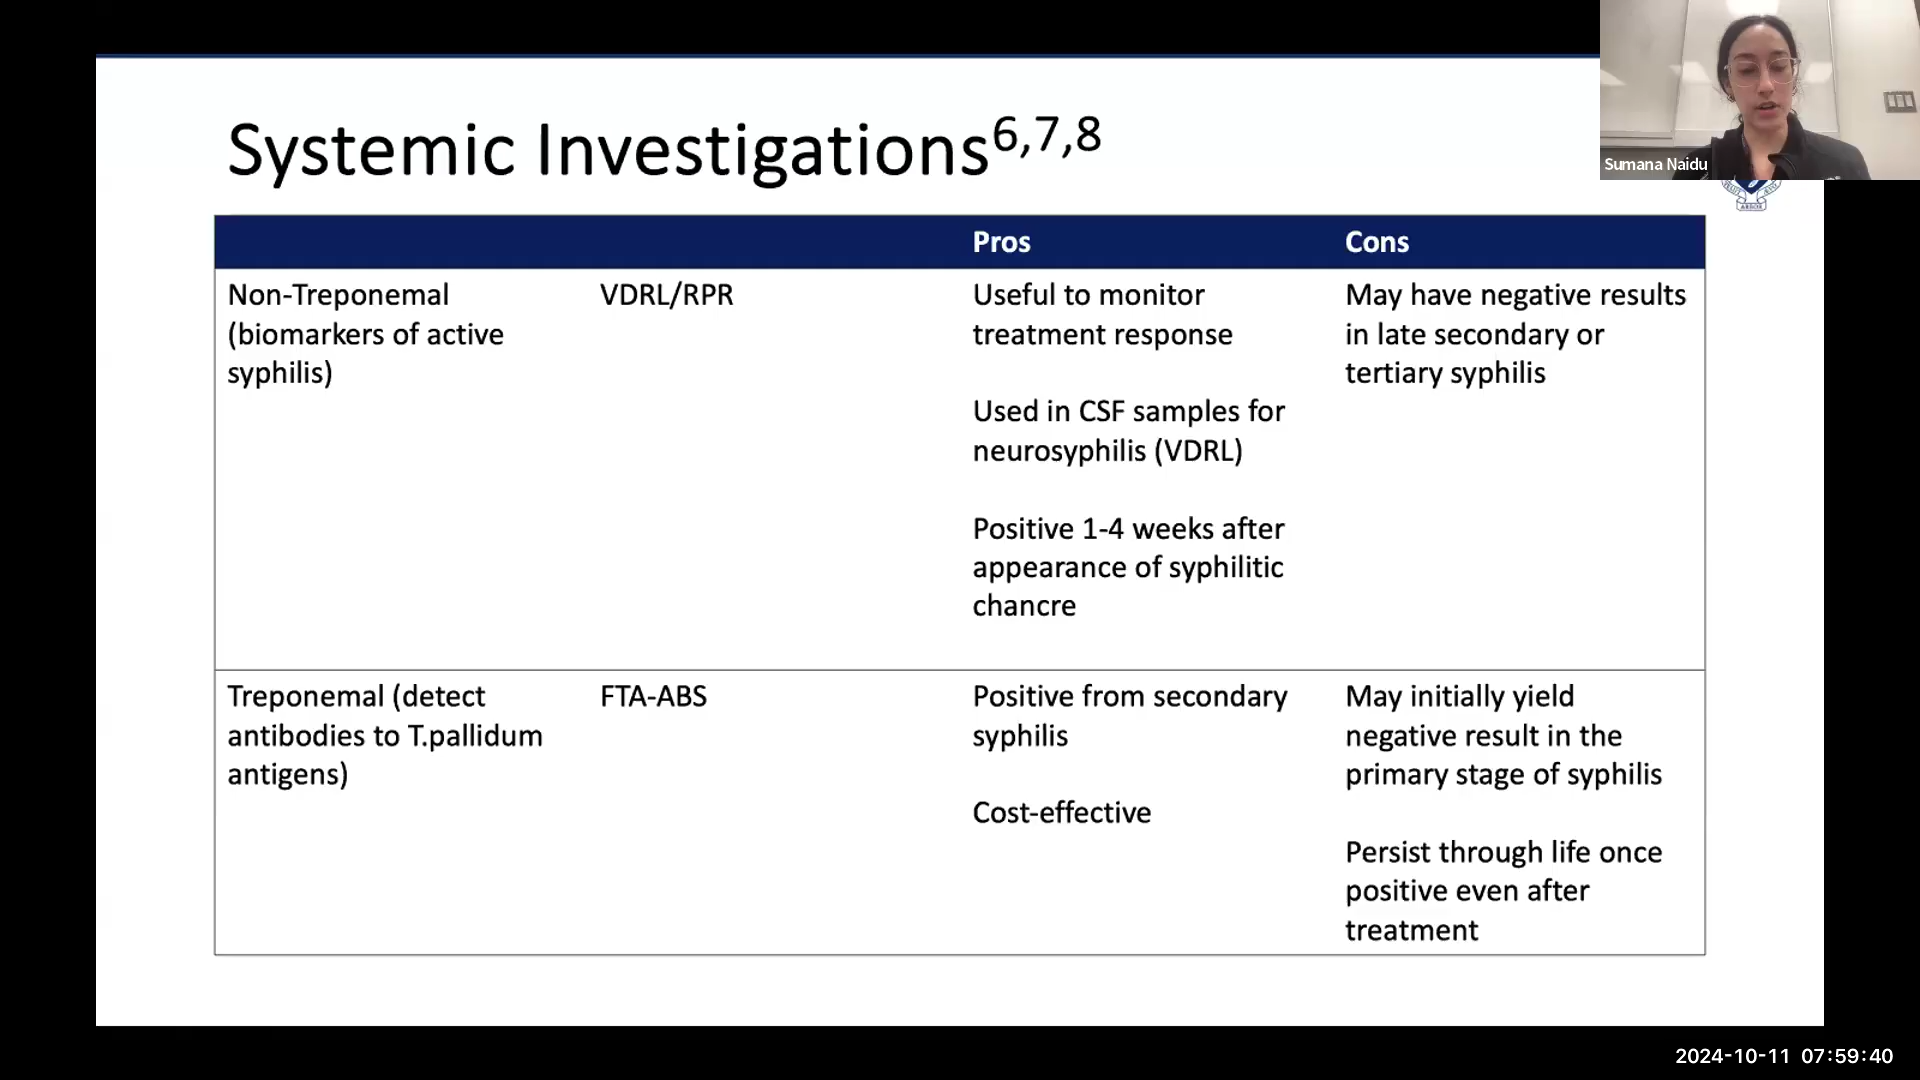 Systemic Investigations6,7,8
Sumana Naidu
ARBOR
Pros Cons
Non-Treponemal
(biomarkers of active
syphilis)
VDRL/RPR
Useful to monitor
treatment response
Used in CSF samples for
neurosyphilis (VDRL)
Positive 1-4 weeks after
appearance of syphilitic
chancre
May have negative results
in late secondary or
tertiary syphilis
Treponemal (detect
antibodies to T.pallidum
antigens)
FTA-ABS
Positive from secondary
syphilis
Cost-effective
May initially yield
negative result in the
primary stage of syphilis
Persist through life once
positive even after
treatment
2024-10-11 07:59:40